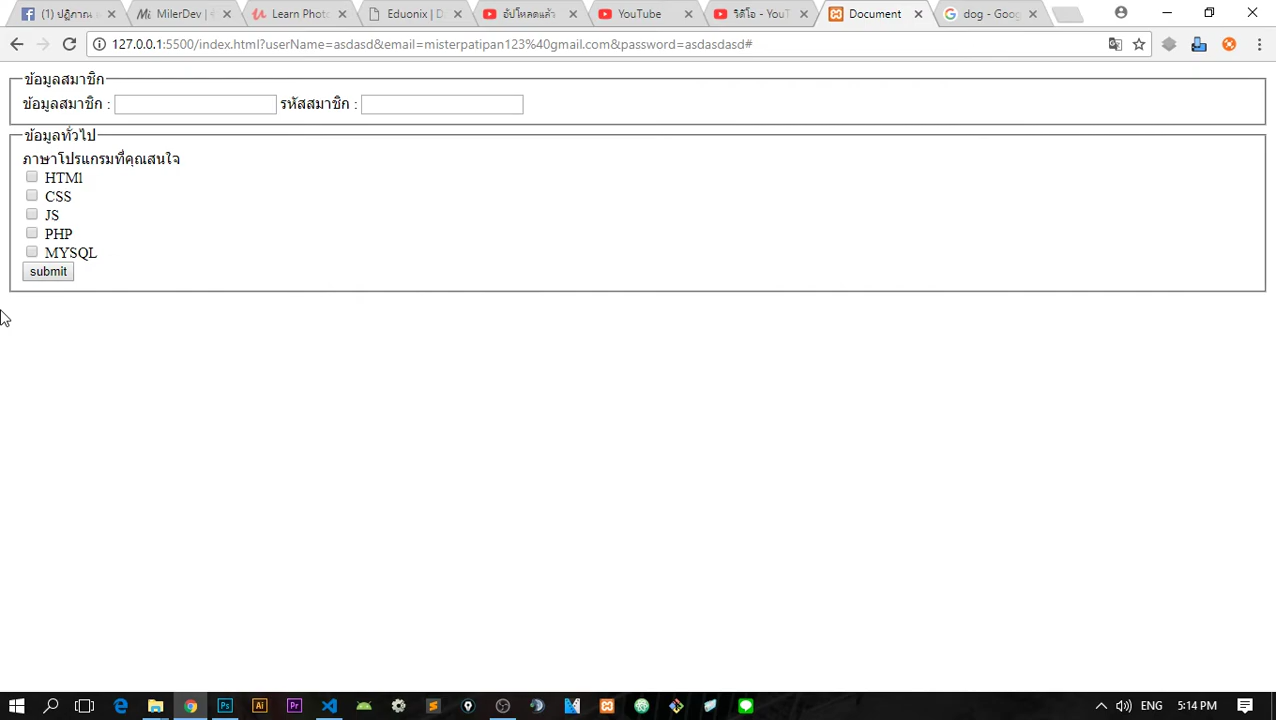 (1) ปฏิภาณ
MilerDev |
Learn Phot
Eduonix | D
อัปโหลดแล้ว
YouTube
วิดีโอ - YouT
Document
dog - Goog
127.0.0.1:5500/index.html?userName=asdasd&email=misterpatipan123%40gmail.com&password=asdasdasd#
ข้อมูลสมาชิก
ข้อมูลสมาชิก : รหัสสมาชิก :
ข้อมูลทั่วไป
ภาษาโปรแกรมที่คุณสนใจ
HTMl
CSS
JS
PHP
MYSQL
submit
Ps Ai Pr
ENG 5:14 PM